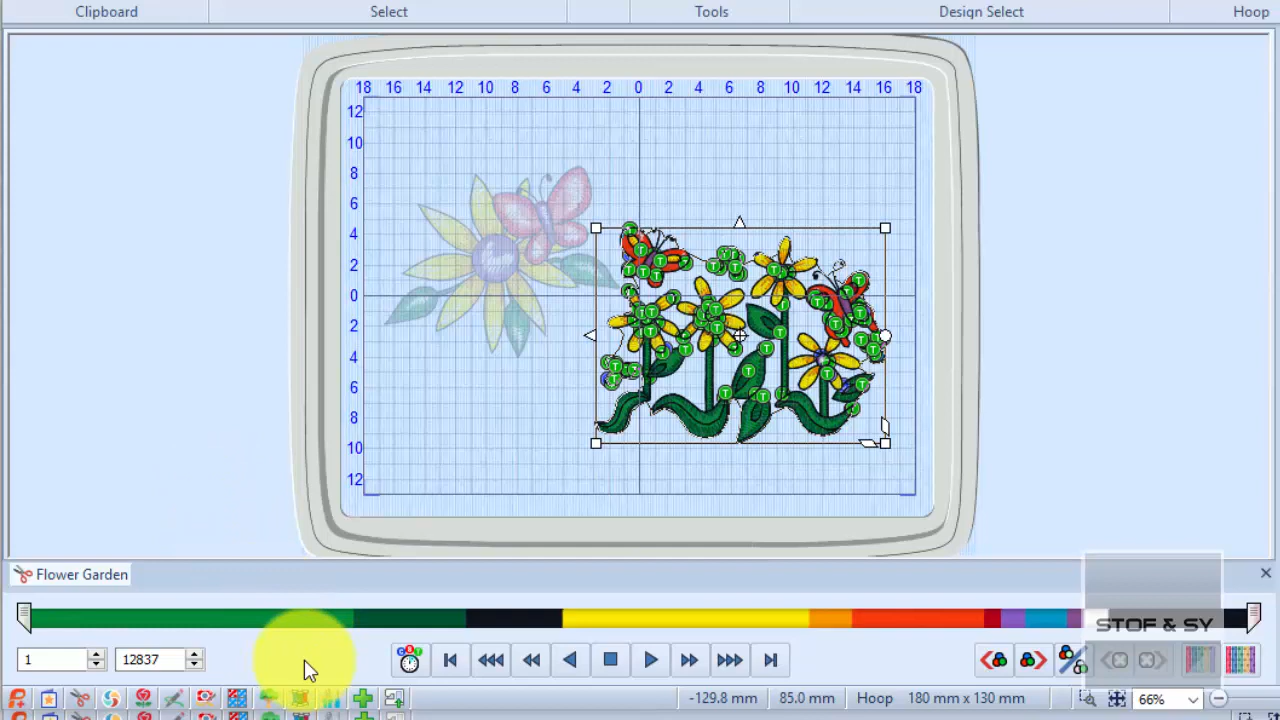 Clipboard Select Tools Design Select Hoop
18 16 14 12 10 8 6 4 2 0 2 4 6 8 10 12 14 16 18
12
10
8
6
4
2
0
2
4
6
8
10
12
Flower Garden
STOF & SY
1 12837
-129.8 mm 85.0 mm Hoop 180 mm x 130 mm 66%